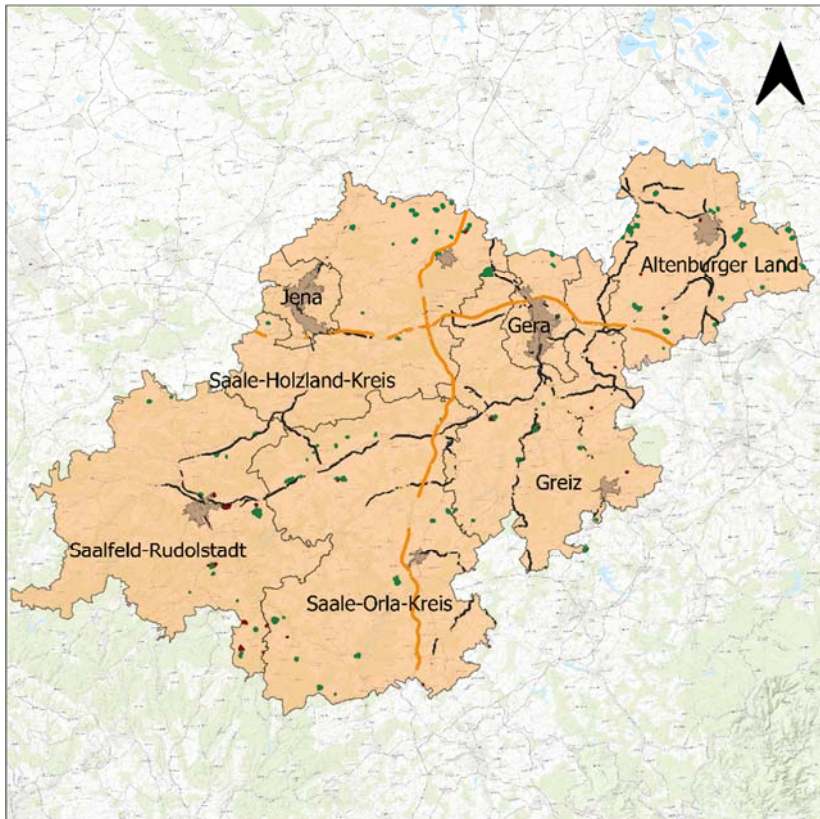 Altenburger Land
Jena
Gera
Saale-Holzland-Kreis
Greiz
Saalfeld-Rudolstadt
Saale-Orla-Kreis